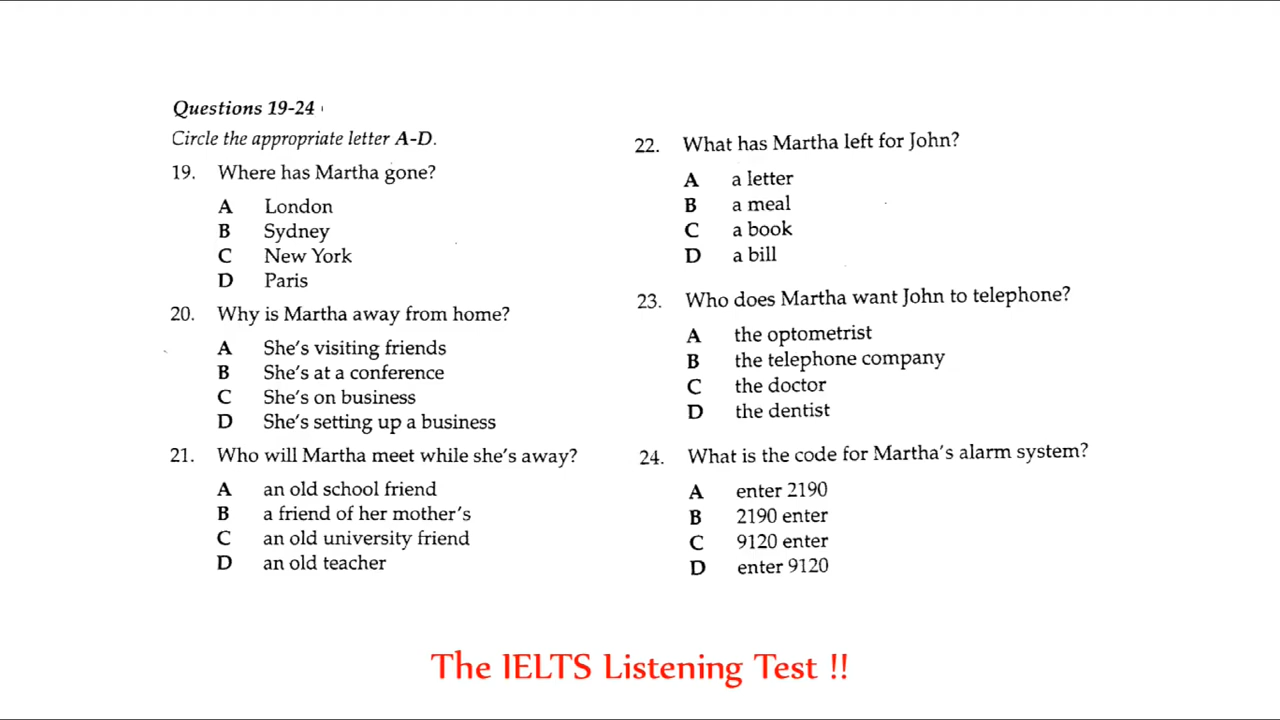 Questions 19-24
Circle the appropriate letter A-D.
19. Where has Martha gone?
A London
B Sydney
C New York
D Paris
20. Why is Martha away from home?
A She's visiting friends
B She's at a conference
C She's on business
D She's setting up a business
21. Who will Martha meet while she's away?
A an old school friend
B a friend of her mother's
C an old university friend
D an old teacher
22. What has Martha left for John?
A a letter
B a meal
C a book
D a bill
23. Who does Martha want John to telephone?
A the optometrist
B the telephone company
C the doctor
D the dentist
24. What is the code for Martha's alarm system?
A enter 2190
B 2190 enter
C 9120 enter
D enter 9120
The IELTS Listening Test !!